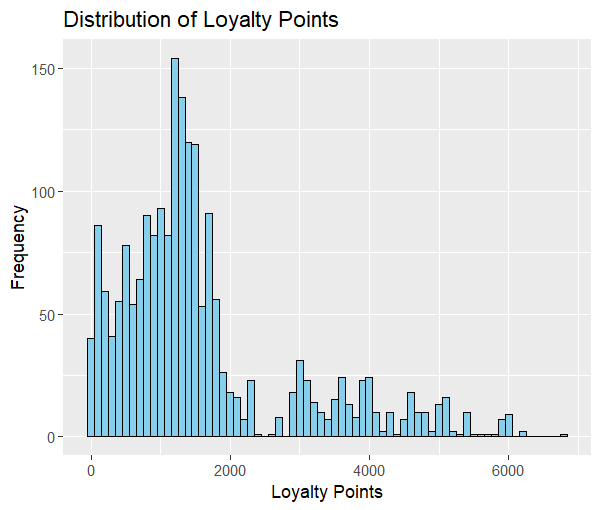 Distribution of Loyalty Points
150
100
50
0
Frequency
0 2000 4000 6000
Loyalty Points